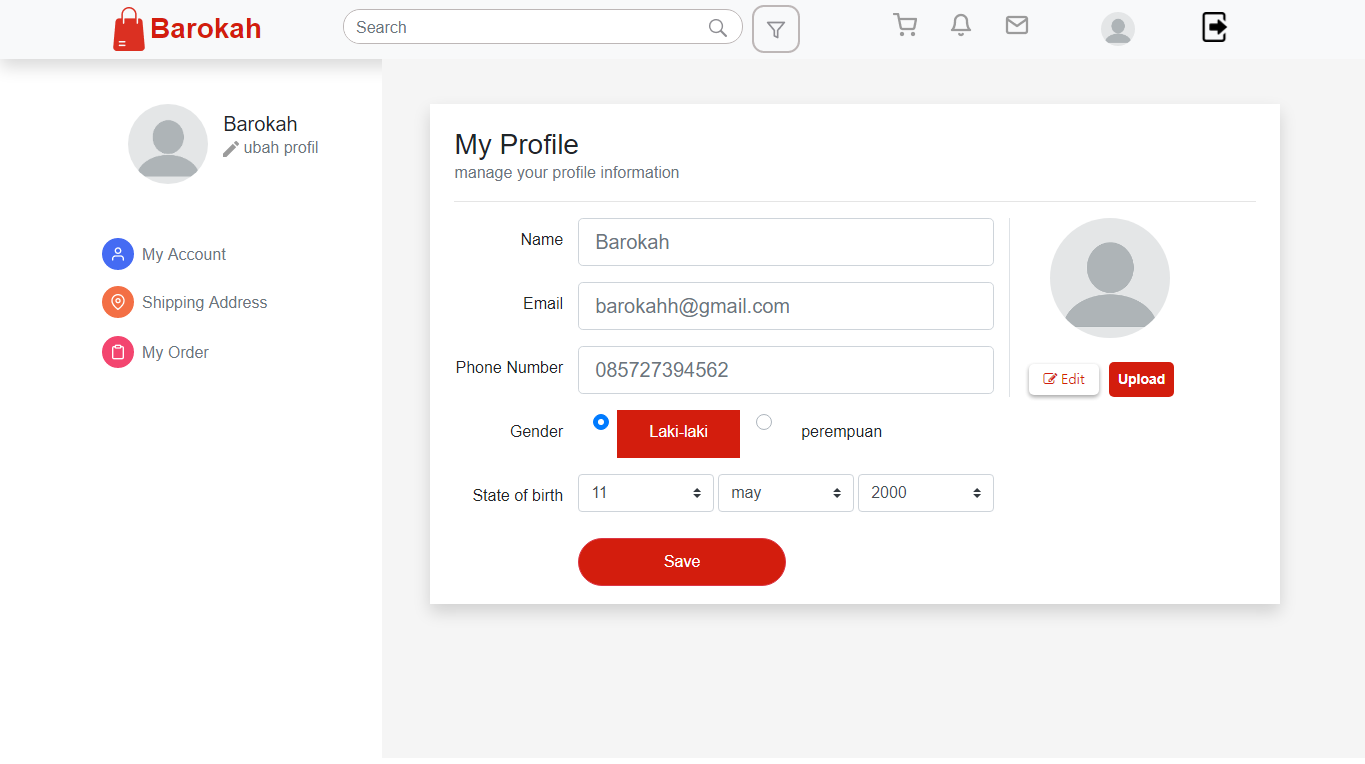 Barokah
Search
Barokah
ubah profil
My Account
Shipping Address
My Order
My Profile
manage your profile information
Name
Barokah
Email
barokahh@gmail.com
Phone Number
085727394562
Edit
Upload
Gender
Laki-laki
perempuan
State of birth
11
may
2000
Save